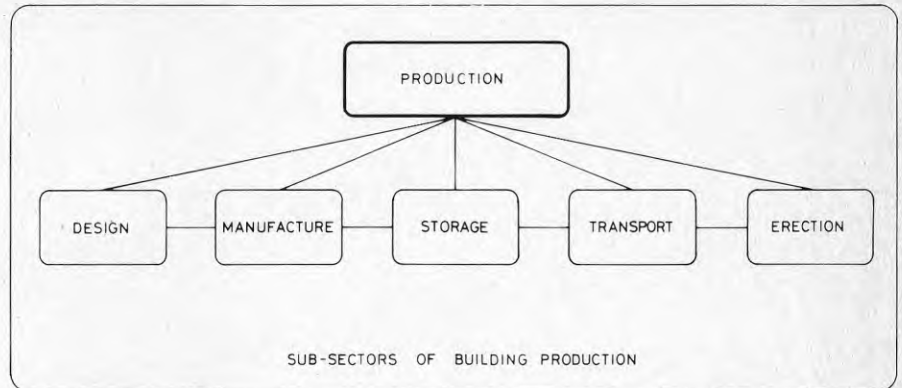 PRODUCTION
DESIGN
MANUFACTURE
STORAGE
TRANSPORT
ERECTION
SUB-SECTORS OF BUILDING PRODUCTION